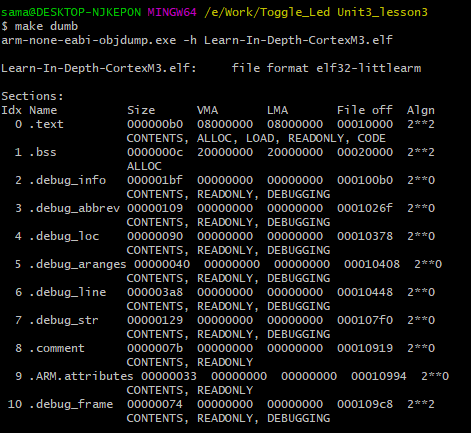 sama@DESKTOP-NJKEP0N MINGW64 /e/Work/Toggle_Led Unit3_lesson3
$ make dumb
arm-none-eabi-objdump.exe -h Learn-In-Depth-CortexM3.elf
Learn-In-Depth-CortexM3.elf:     file format elf32-littlearm
Sections:
Idx Name          Size      VMA       LMA       File off  Algn
  0 .text         000000b0  08000000  08000000  00010000  2**2
                  CONTENTS, ALLOC, LOAD, READONLY, CODE
  1 .bss          0000000c  20000000  20000000  00020000  2**2
                  ALLOC
  2 .debug_info   000001bf  00000000  00000000  000100b0  2**0
                  CONTENTS, READONLY, DEBUGGING
  3 .debug_abbrev 00000109  00000000  00000000  0001026f  2**0
                  CONTENTS, READONLY, DEBUGGING
  4 .debug_loc    00000090  00000000  00000000  00010378  2**0
                  CONTENTS, READONLY, DEBUGGING
  5 .debug_aranges 00000040  00000000  00000000  00010408  2**0
                  CONTENTS, READONLY, DEBUGGING
  6 .debug_line   000003a8  00000000  00000000  00010448  2**0
                  CONTENTS, READONLY, DEBUGGING
  7 .debug_str    00000129  00000000  00000000  000107f0  2**0
                  CONTENTS, READONLY, DEBUGGING
  8 .comment      0000007b  00000000  00000000  00010919  2**0
                  CONTENTS, READONLY
  9 .ARM.attributes 00000033  00000000  00000000  00010994  2**0
                  CONTENTS, READONLY
 10 .debug_frame  00000074  00000000  00000000  000109c8  2**2
                  CONTENTS, READONLY, DEBUGGING